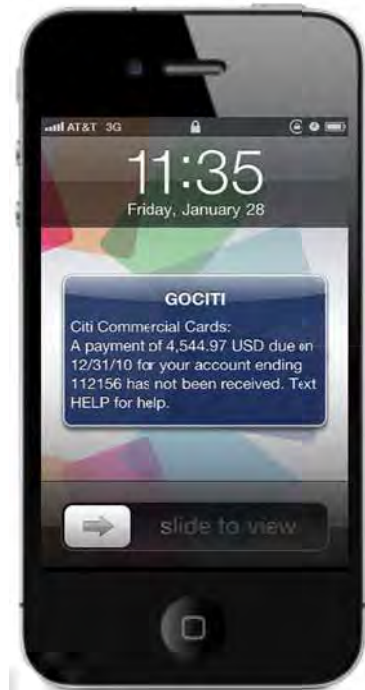 AT&T 3G
11:35
Friday, January 28
GOCITI
Citi Commercial Cards:
A payment of 4,544.97 USD due on
12/31/10 for your account ending
112156 has not been received. Text
HELP for help.
slide to view